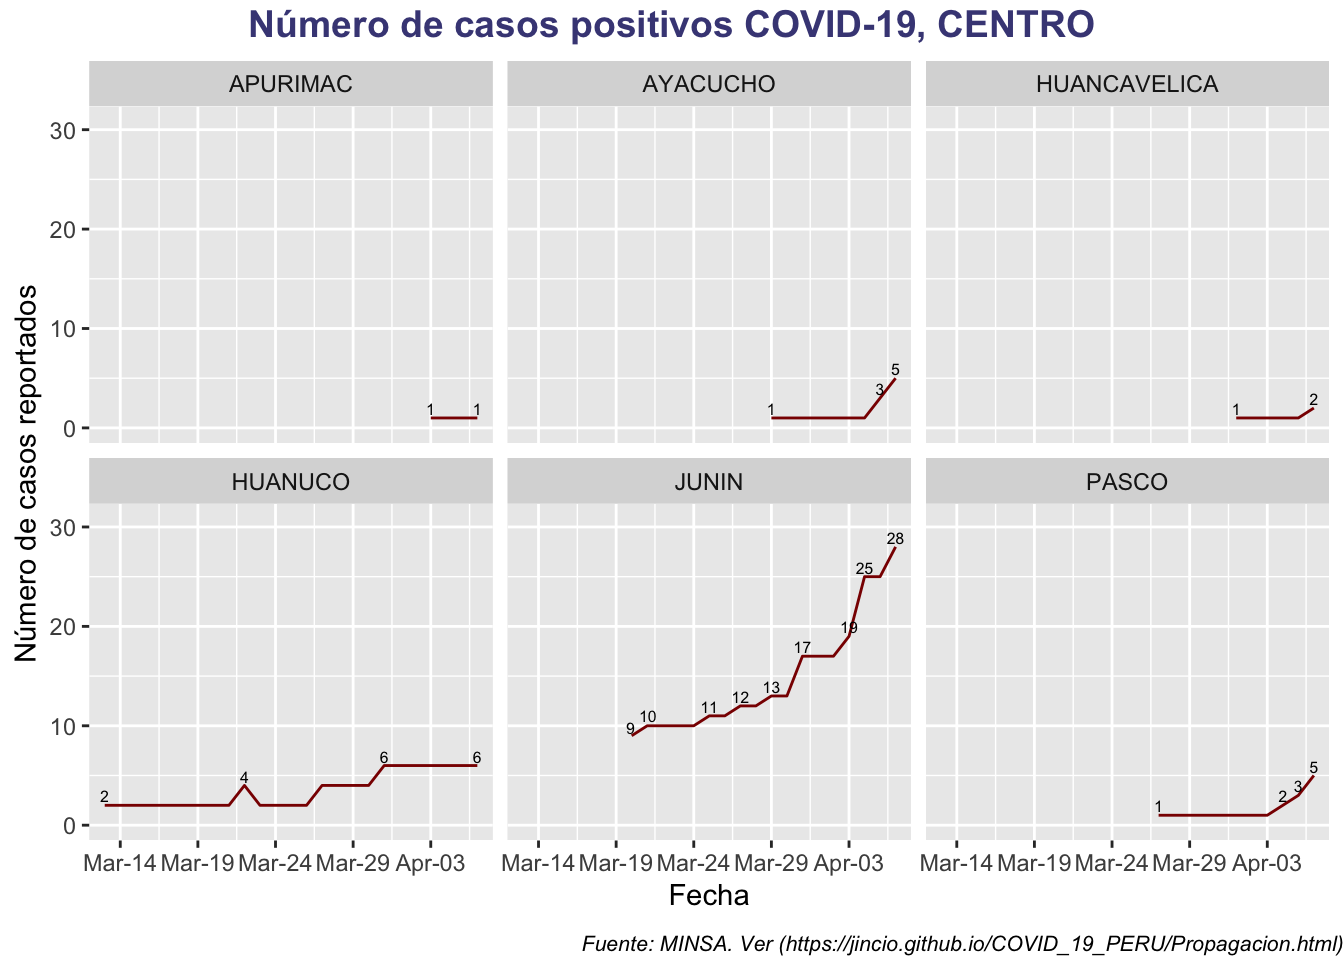 Número de casos positivos COVID-19, CENTRO
APURIMAC AYACUCHO HUANCAVELICA
30
20
10
0
1 1
1 3 5
1 2
HUANUCO JUNIN PASCO
30
20
10
0
2 4 6 6
9 10 11 12 13 17 19 25 28
1 2 3 5
Mar-14 Mar-19 Mar-24 Mar-29 Apr-03 Mar-14 Mar-19 Mar-24 Mar-29 Apr-03 Mar-14 Mar-19 Mar-24 Mar-29 Apr-03
Número de casos reportados
Fecha
Fuente: MINSA. Ver (https://jincio.github.io/COVID_19_PERU/Propagacion.html)